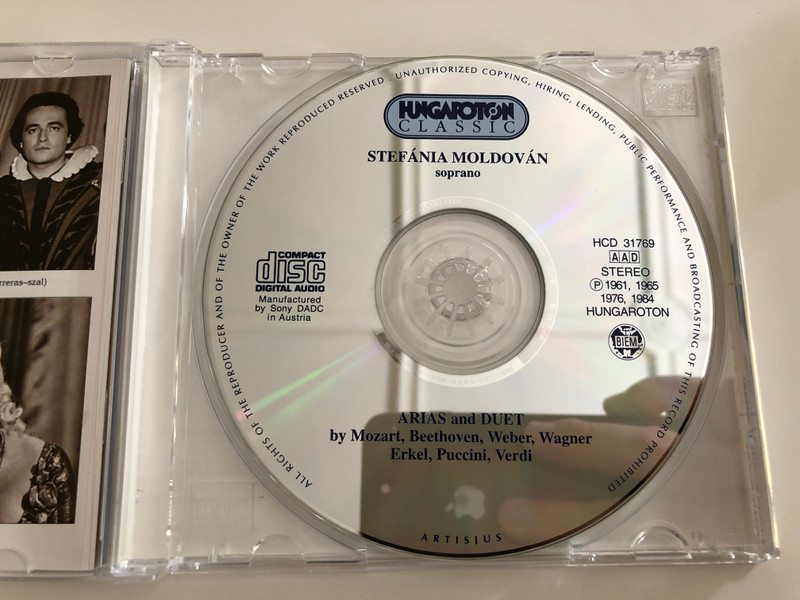 rreras–szal)
ALL RIGHTS OF THE REPRODUCER AND OF THE OWNER OF THE WORK REPRODUCED RESERVED . UNAUTHORIZED COPYING, HIRING, LENDING, PUBLIC PERFORMANCE AND BROADCASTING OF THIS RECORD PROHIBITED
HUNGAROTON
CLASSIC
STEFÁNIA MOLDOVÁN
soprano
COMPACT
disc
DIGITAL AUDIO
Manufactured
by Sony DADC
in Austria
HCD 31769
AAD
STEREO
Ⓟ 1961, 1965
1976, 1984
HUNGAROTON
BIEM
ARIAS and DUET
by Mozart, Beethoven, Weber, Wagner
Erkel, Puccini, Verdi
ARTISJUS